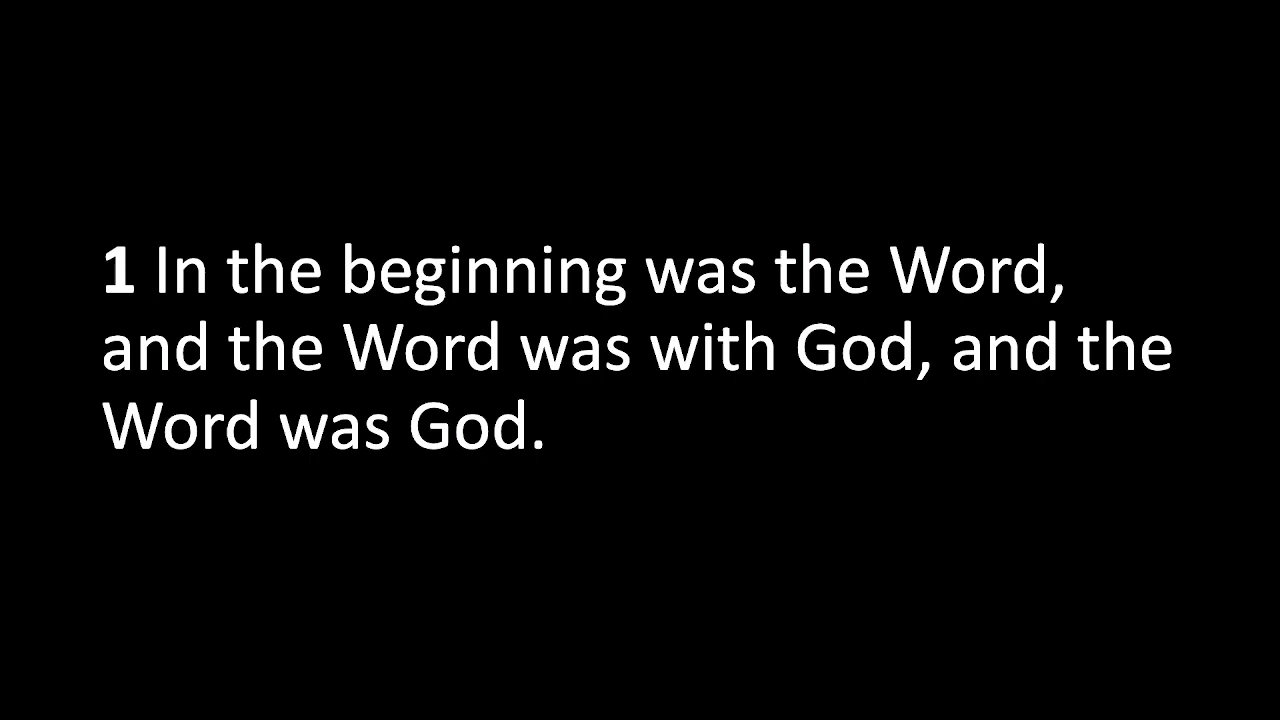 1 In the beginning was the Word,
and the Word was with God, and the
Word was God.